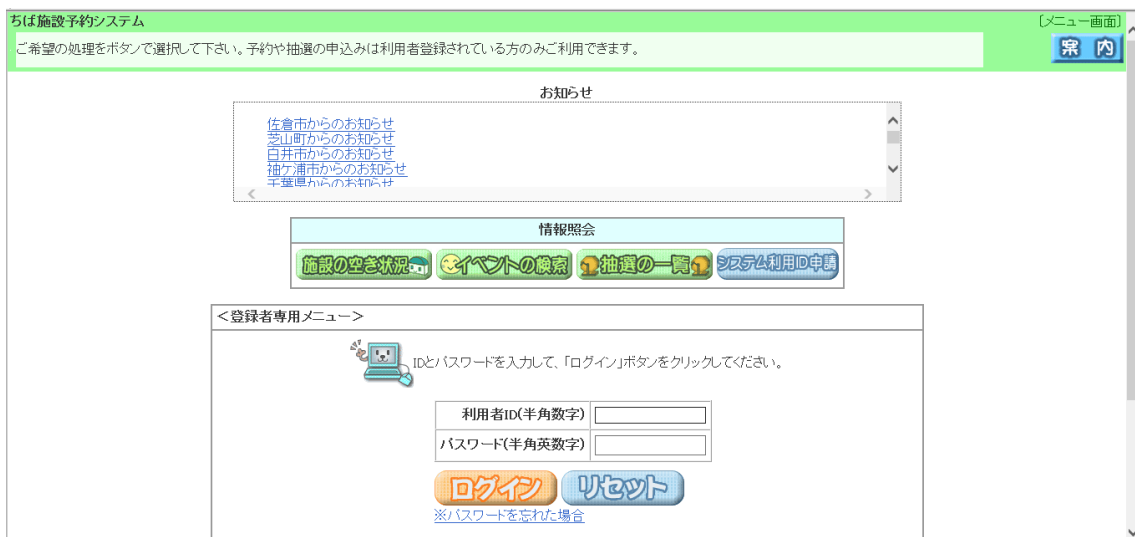 ちば施設予約システム
〔メニュー画面〕
ご希望の処理をボタンで選択して下さい。予約や抽選の申込みは利用者登録されている方のみご利用できます。
案内
お知らせ
佐倉市からのお知らせ
芝山町からのお知らせ
白井市からのお知らせ
袖ケ浦市からのお知らせ
千葉県からのお知らせ
情報照会
施設の空き状況 イベントの検索 抽選の一覧 システム利用ID申請
＜登録者専用メニュー＞
IDとパスワードを入力して、「ログイン」ボタンをクリックしてください。
利用者ID(半角数字)
パスワード(半角英数字)
ログイン リセット
※パスワードを忘れた場合